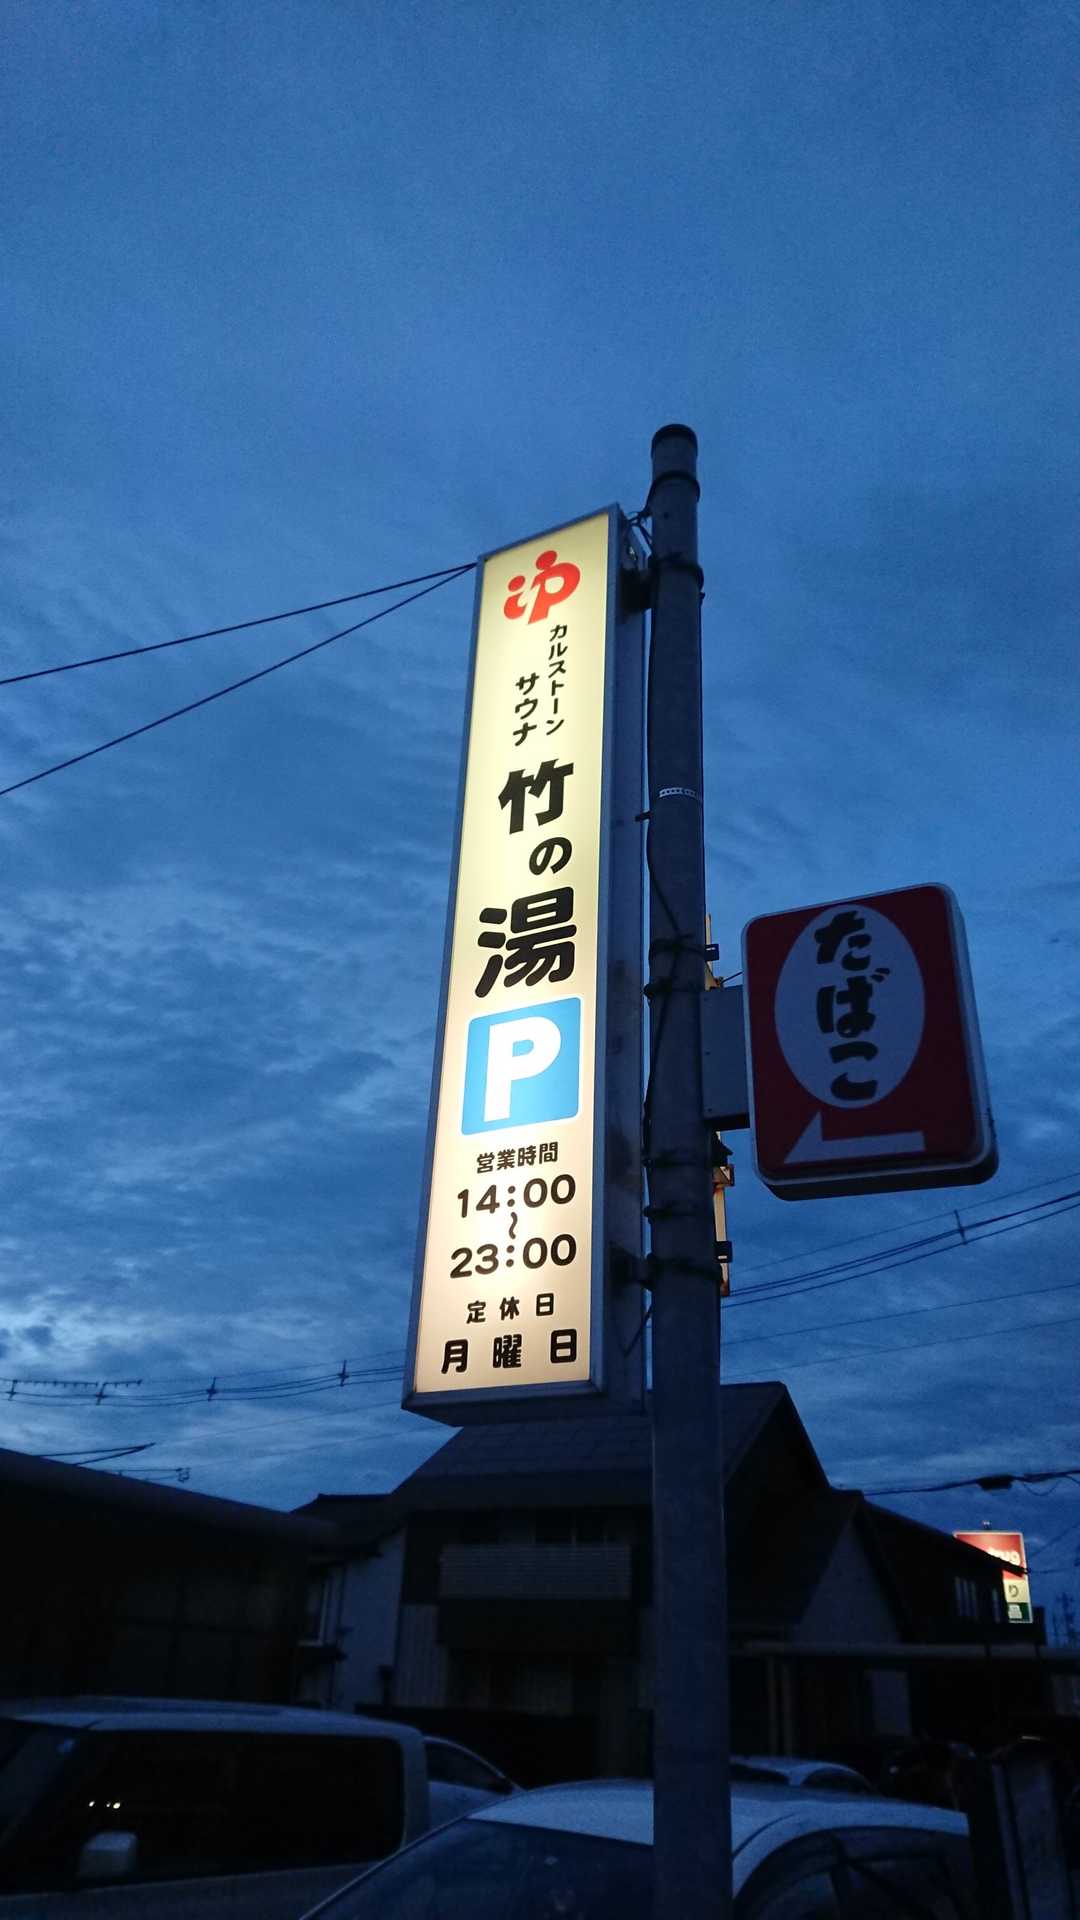 カルストーン
サウナ
竹の湯
P
営業時間
14:00
〜
23:00
定休日
月曜日
たばこ
り